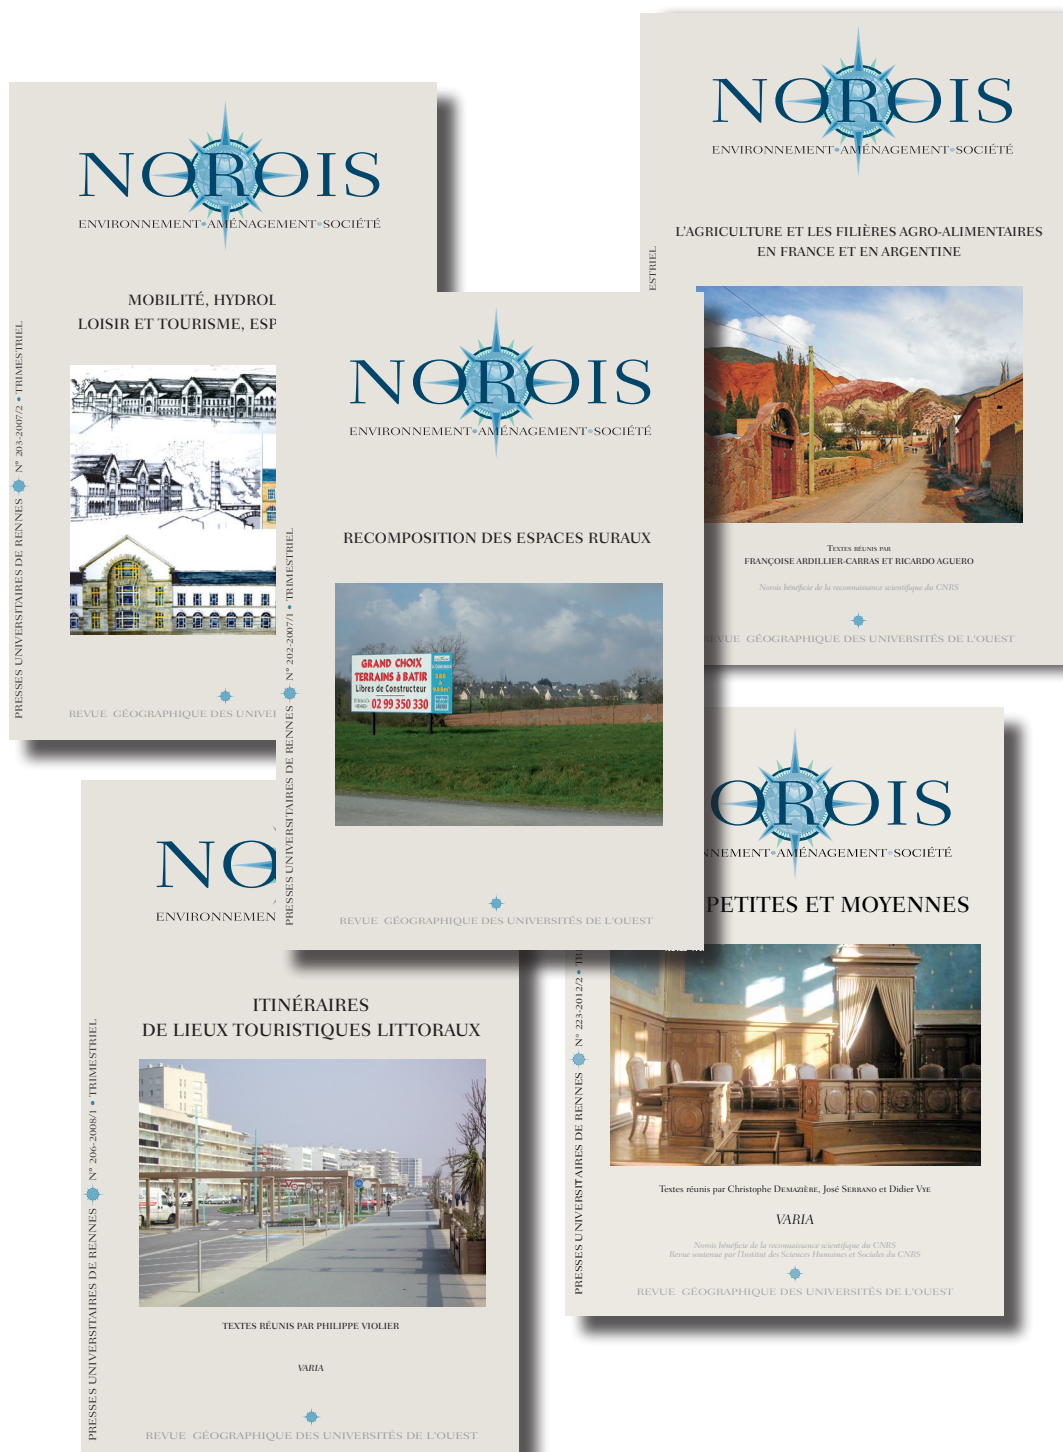 NOROIS
ENVIRONNEMENT•AMÉNAGEMENT•SOCIÉTÉ
L'AGRICULTURE ET LES FILIÈRES AGRO-ALIMENTAIRES
EN FRANCE ET EN ARGENTINE
ESTRIEL
TEXTES RÉUNIS PAR
FRANÇOISE ARDILLIER-CARRAS ET RICARDO AGUERO
Norois bénéficie de la reconnaissance scientifique du CNRS
REVUE GÉOGRAPHIQUE DES UNIVERSITÉS DE L'OUEST
NOROIS
ENVIRONNEMENT•AMÉNAGEMENT•SOCIÉTÉ
MOBILITÉ, HYDROL
LOISIR ET TOURISME, ESP
PRESSES UNIVERSITAIRES DE RENNES N° 203-2007/2 • TRIMESTRIEL
REVUE GÉOGRAPHIQUE DES UNIVE
NOROIS
ENVIRONNEMENT•AMÉNAGEMENT•SOCIÉTÉ
RECOMPOSITION DES ESPACES RURAUX
PRESSES UNIVERSITAIRES DE RENNES N° 202-2007/1 • TRIMESTRIEL
GRAND CHOIX
TERRAINS à BATIR
Libres de Constructeur
02 99 350 330
REVUE GÉOGRAPHIQUE DES UNIVERSITÉS DE L'OUEST
OROIS
NNEMENT•AMÉNAGEMENT•SOCIÉTÉ
PETITES ET MOYENNES
PRESSES UNIVERSITAIRES DE RENNES N° 223-2012/2 • TR
Textes réunis par Christophe DEMAZIÈRE, José SERRANO et Didier VYE
VARIA
Norois bénéficie de la reconnaissance scientifique du CNRS
Revue soutenue par l'Institut des Sciences Humaines et Sociales du CNRS
REVUE GÉOGRAPHIQUE DES UNIVERSITÉS DE L'OUEST
NO
ENVIRONNEMEN
ITINÉRAIRES
DE LIEUX TOURISTIQUES LITTORAUX
PRESSES UNIVERSITAIRES DE RENNES N° 206-2008/1 • TRIMESTRIEL
TEXTES RÉUNIS PAR PHILIPPE VIOLIER
VARIA
REVUE GÉOGRAPHIQUE DES UNIVERSITÉS DE L'OUEST